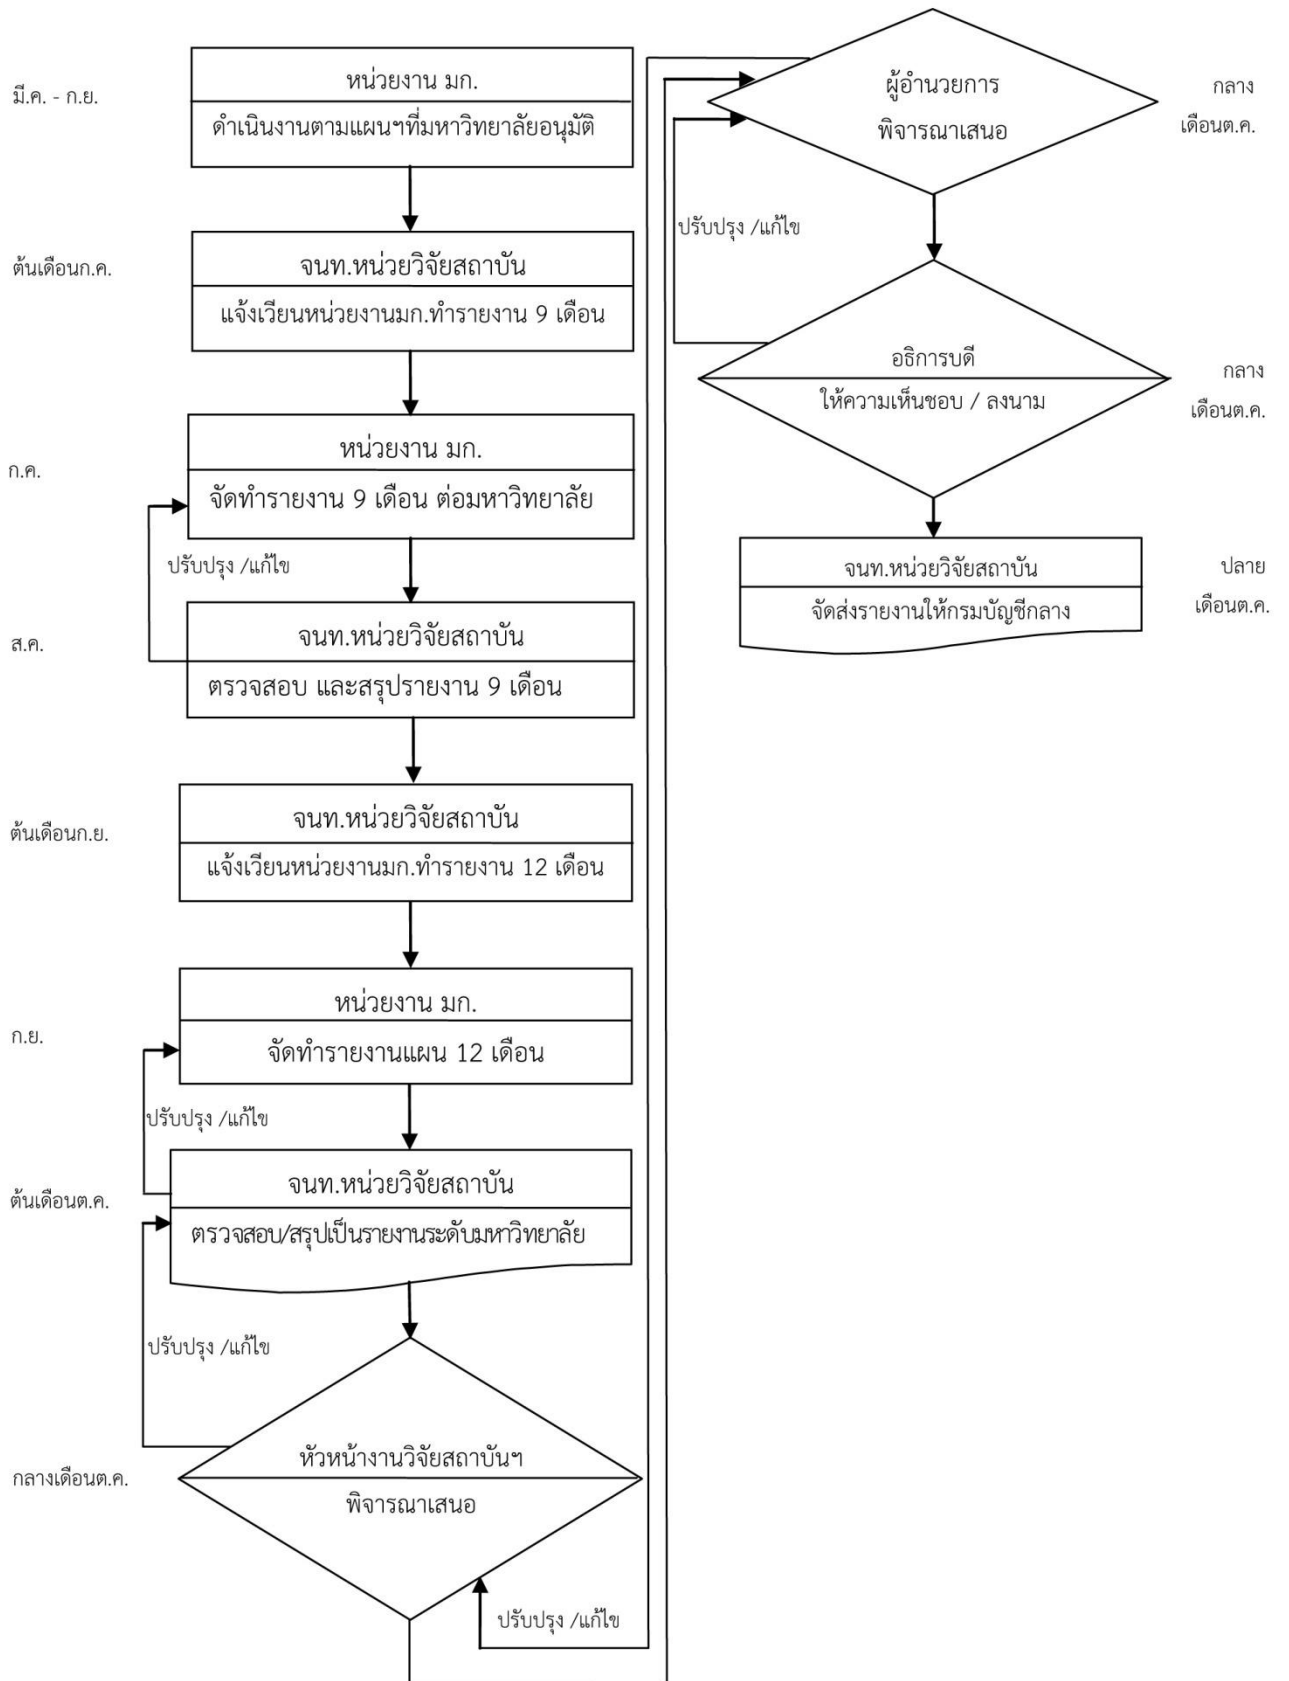 มี.ค. - ก.ย.
หน่วยงาน มก.
ดำเนินงานตามแผนฯที่มหาวิทยาลัยอนุมัติ
ต้นเดือนก.ค.
จนท.หน่วยวิจัยสถาบัน
แจ้งเวียนหน่วยงานมก.ทำรายงาน 9 เดือน
ก.ค.
หน่วยงาน มก.
จัดทำรายงาน 9 เดือน ต่อมหาวิทยาลัย
ปรับปรุง /แก้ไข
ส.ค.
จนท.หน่วยวิจัยสถาบัน
ตรวจสอบ และสรุปรายงาน 9 เดือน
ต้นเดือนก.ย.
จนท.หน่วยวิจัยสถาบัน
แจ้งเวียนหน่วยงานมก.ทำรายงาน 12 เดือน
ก.ย.
หน่วยงาน มก.
จัดทำรายงานแผน 12 เดือน
ปรับปรุง /แก้ไข
ต้นเดือนต.ค.
จนท.หน่วยวิจัยสถาบัน
ตรวจสอบ/สรุปเป็นรายงานระดับมหาวิทยาลัย
ปรับปรุง /แก้ไข
กลางเดือนต.ค.
หัวหน้างานวิจัยสถาบันฯ
พิจารณาเสนอ
ปรับปรุง /แก้ไข
ผู้อำนวยการ
พิจารณาเสนอ
กลาง
เดือนต.ค.
ปรับปรุง /แก้ไข
อธิการบดี
ให้ความเห็นชอบ / ลงนาม
กลาง
เดือนต.ค.
จนท.หน่วยวิจัยสถาบัน
จัดส่งรายงานให้กรมบัญชีกลาง
ปลาย
เดือนต.ค.